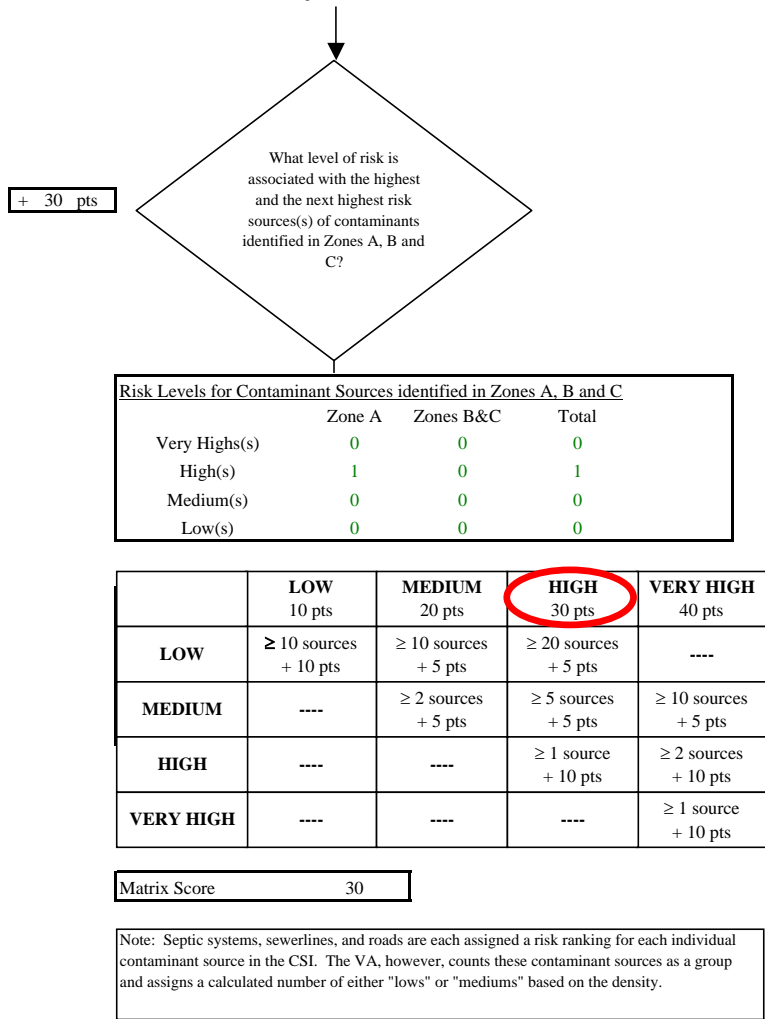 What level of risk is
associated with the highest
and the next highest risk
sources(s) of contaminants
identified in Zones A, B and
C?
+ 30 pts
Risk Levels for Contaminant Sources identified in Zones A, B and C
Zone A Zones B&C Total
Very Highs(s) 0 0 0
High(s) 1 0 1
Medium(s) 0 0 0
Low(s) 0 0 0
LOW MEDIUM HIGH VERY HIGH
10 pts 20 pts 30 pts 40 pts
LOW ≥ 10 sources ≥ 10 sources ≥ 20 sources ----
+ 10 pts + 5 pts + 5 pts
MEDIUM ---- ≥ 2 sources ≥ 5 sources ≥ 10 sources
+ 5 pts + 5 pts + 5 pts
HIGH ---- ---- ≥ 1 source ≥ 2 sources
+ 10 pts + 10 pts
VERY HIGH ---- ---- ---- ≥ 1 source
+ 10 pts
Matrix Score 30
Note: Septic systems, sewerlines, and roads are each assigned a risk ranking for each individual
contaminant source in the CSI. The VA, however, counts these contaminant sources as a group
and assigns a calculated number of either "lows" or "mediums" based on the density.